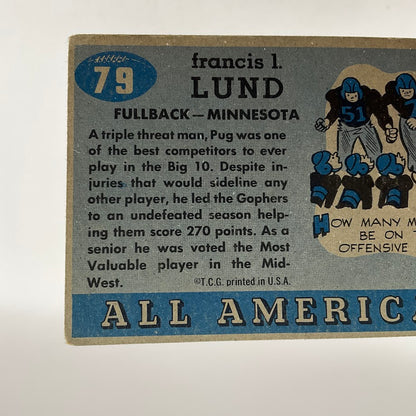 79
francis l.
LUND
FULLBACK — MINNESOTA
A triple threat man, Pug was one
of the best competitors to ever
play in the Big 10. Despite in-
juries that would sideline any
other player, he led the Gophers
to an undefeated season help-
ing them score 270 points. As a
senior he was voted the Most
Valuable player in the Mid-
West.
©T.C.G. printed in U.S.A.
51
HOW MANY M
BE ON T
OFFENSIVE
ALL AMERICA